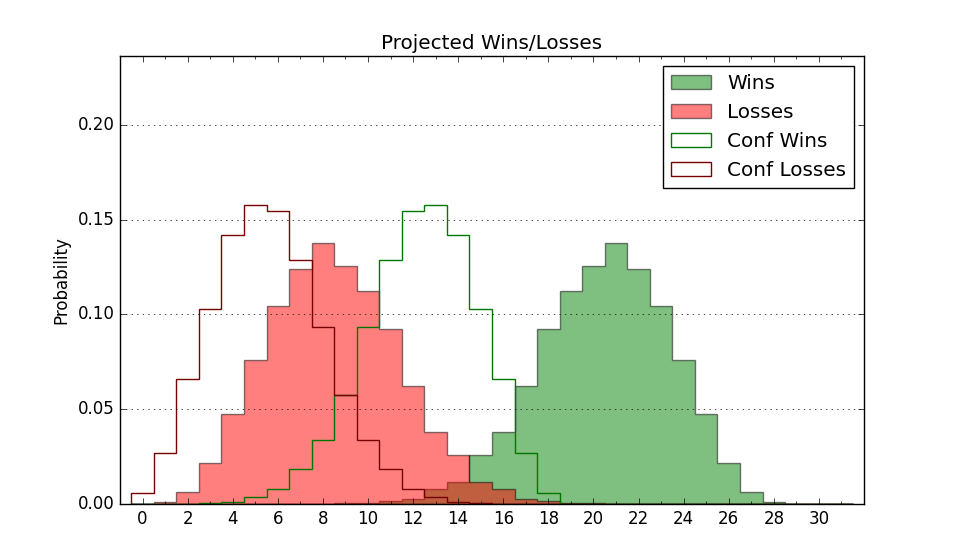 Projected Wins/Losses
Wins
Losses
Conf Wins
Conf Losses
Probability
0.20
0.15
0.10
0.05
0.00
0 2 4 6 8 10 12 14 16 18 20 22 24 26 28 30